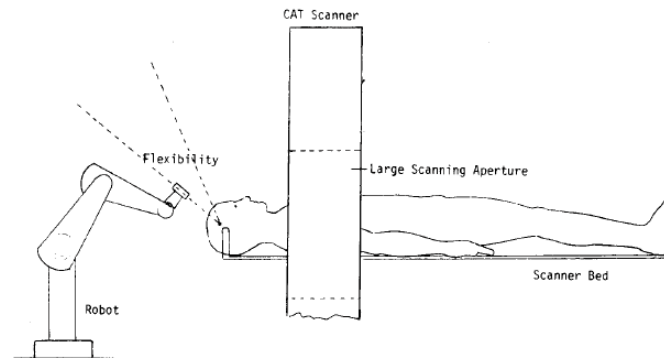 CAT Scanner
Flexibility
Large Scanning Aperture
Scanner Bed
Robot